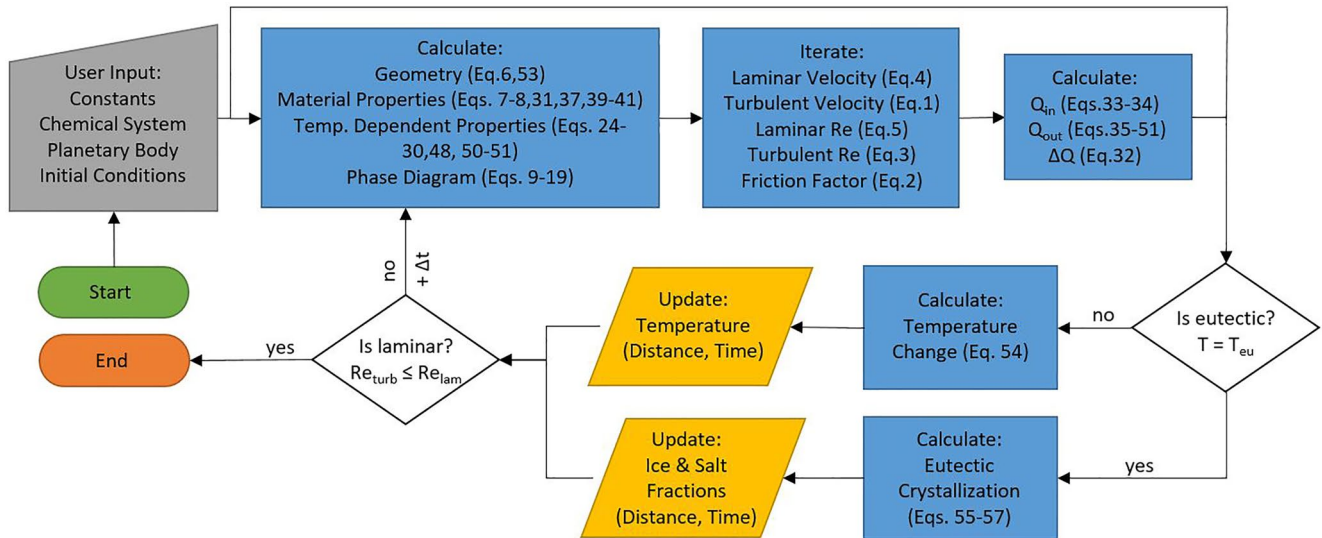 User Input:
Constants
Chemical System
Planetary Body
Initial Conditions
Calculate:
Geometry (Eq.6,53)
Material Properties (Eqs. 7-8,31,37,39-41)
Temp. Dependent Properties (Eqs. 24-
30,48, 50-51)
Phase Diagram (Eqs. 9-19)
Iterate:
Laminar Velocity (Eq.4)
Turbulent Velocity (Eq.1)
Laminar Re (Eq.5)
Turbulent Re (Eq.3)
Friction Factor (Eq.2)
Calculate:
Qin (Eqs.33-34)
Qout (Eqs.35-51)
ΔQ (Eq.32)
Is eutectic?
T = Teu
no
Calculate:
Temperature
Change (Eq. 54)
Update:
Temperature
(Distance, Time)
yes
Calculate:
Eutectic
Crystallization
(Eqs. 55-57)
Update:
Ice & Salt
Fractions
(Distance, Time)
Is laminar?
Returb ≤ Relam
no
+ Δt
yes
Start
End